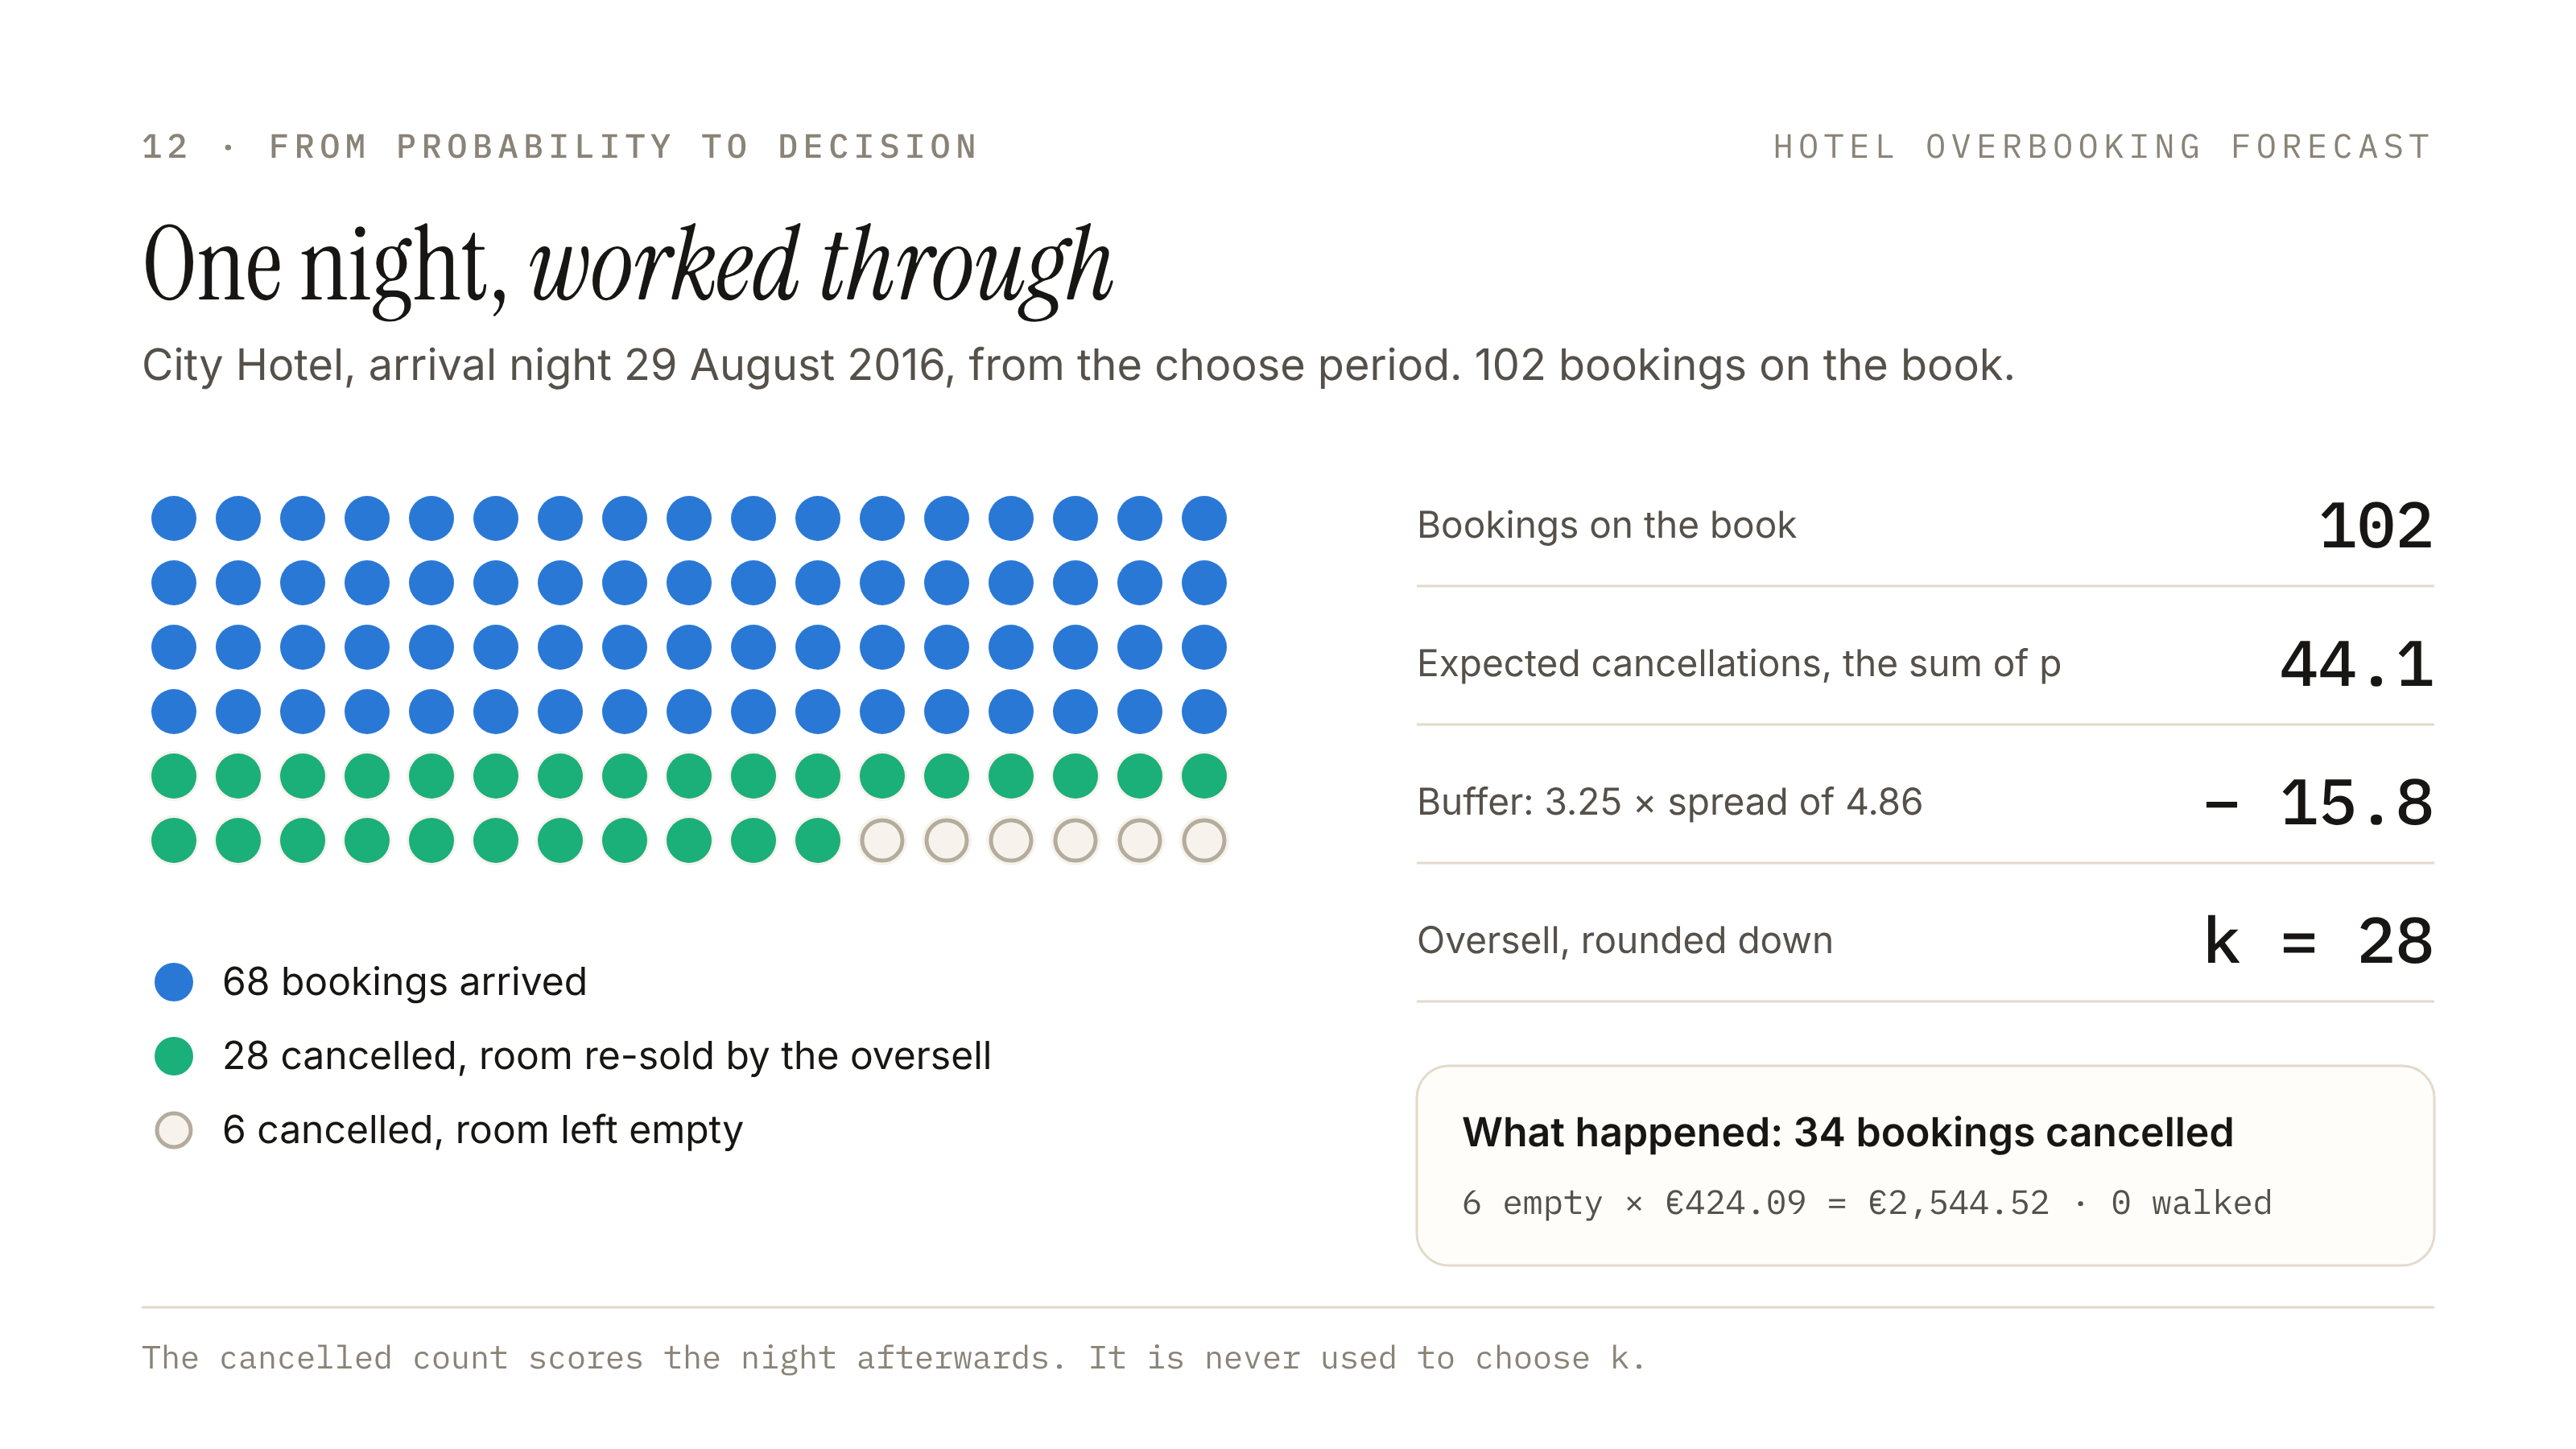 12 · FROM PROBABILITY TO DECISION
HOTEL OVERBOOKING FORECAST
One night, worked through
City Hotel, arrival night 29 August 2016, from the choose period. 102 bookings on the book.
68 bookings arrived
28 cancelled, room re-sold by the oversell
6 cancelled, room left empty
Bookings on the book 102
Expected cancellations, the sum of p 44.1
Buffer: 3.25 × spread of 4.86 − 15.8
Oversell, rounded down k = 28
What happened: 34 bookings cancelled
6 empty × €424.09 = €2,544.52 · 0 walked
The cancelled count scores the night afterwards. It is never used to choose k.